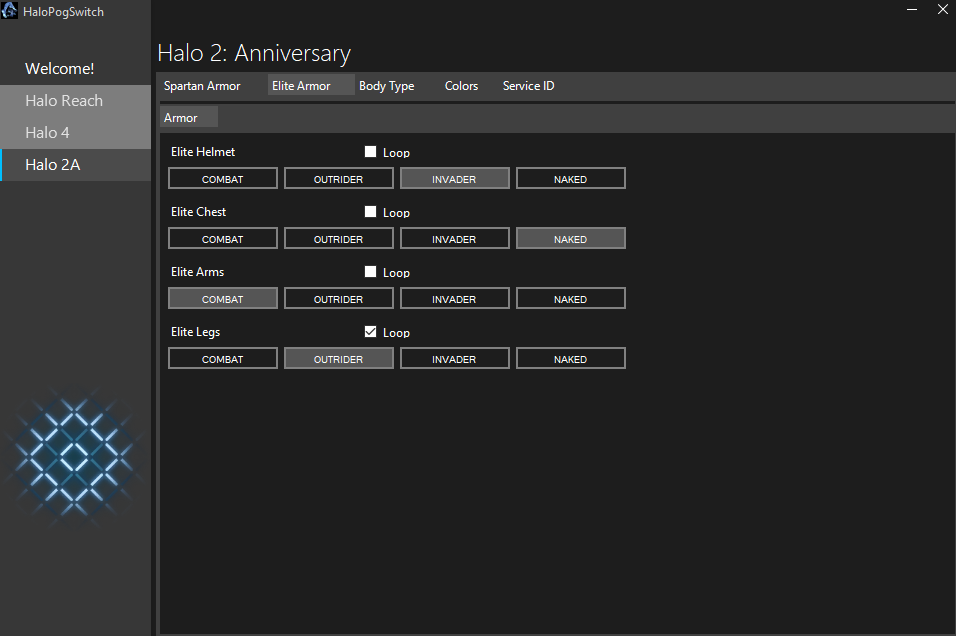 HaloPogSwitch
Welcome!
Halo Reach
Halo 4
Halo 2A
Halo 2: Anniversary
Spartan Armor Elite Armor Body Type Colors Service ID
Armor
Elite Helmet Loop
COMBAT OUTRIDER INVADER NAKED
Elite Chest Loop
COMBAT OUTRIDER INVADER NAKED
Elite Arms Loop
COMBAT OUTRIDER INVADER NAKED
Elite Legs Loop
COMBAT OUTRIDER INVADER NAKED